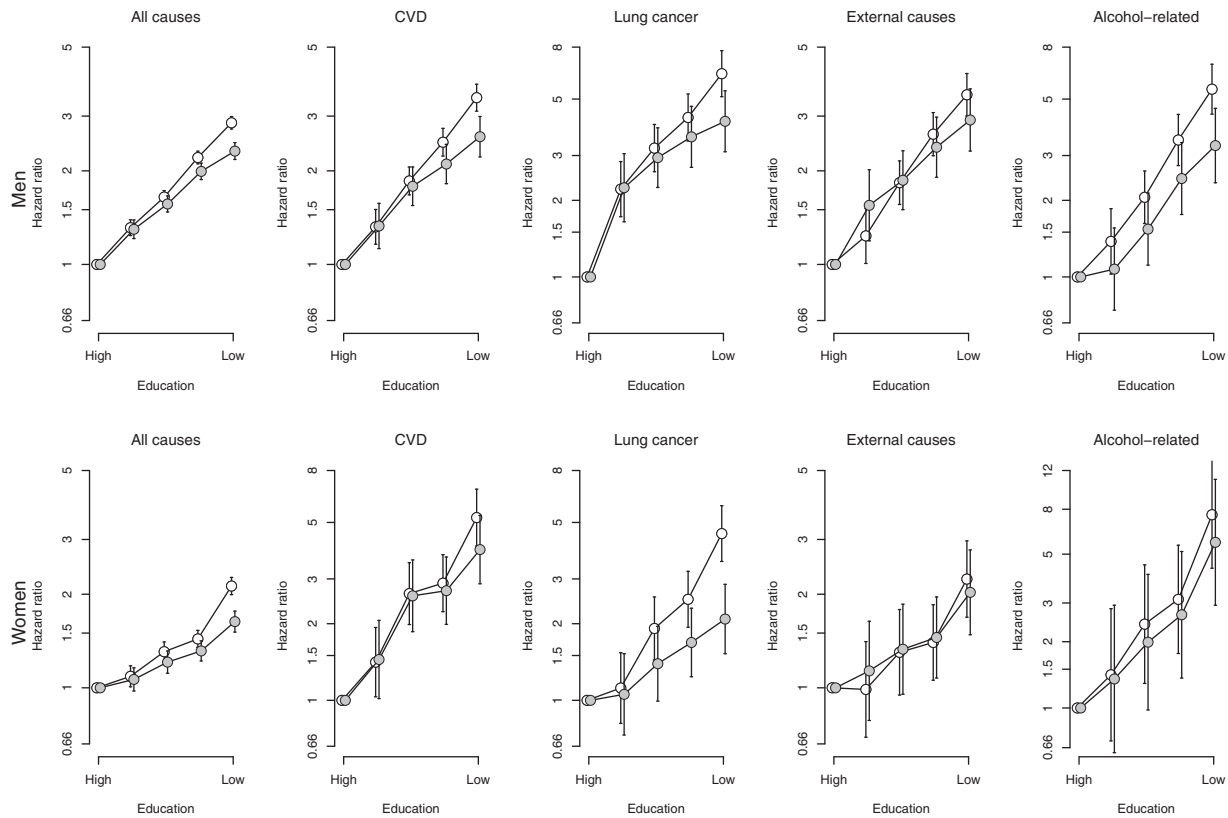 All causes
CVD
Lung cancer
External causes
Alcohol−related
Men
Hazard ratio
5
3
2
1.5
1
0.66
High
Low
Education
Hazard ratio
5
3
2
1.5
1
0.66
High
Low
Education
Hazard ratio
8
5
3
2
1.5
1
0.66
High
Low
Education
Hazard ratio
5
3
2
1.5
1
0.66
High
Low
Education
Hazard ratio
8
5
3
2
1.5
1
0.66
High
Low
Education
All causes
CVD
Lung cancer
External causes
Alcohol−related
Women
Hazard ratio
5
3
2
1.5
1
0.66
High
Low
Education
Hazard ratio
8
5
3
2
1.5
1
0.66
High
Low
Education
Hazard ratio
8
5
3
2
1.5
1
0.66
High
Low
Education
Hazard ratio
5
3
2
1.5
1
0.66
High
Low
Education
Hazard ratio
12
8
5
3
2
1.5
1
0.66
High
Low
Education